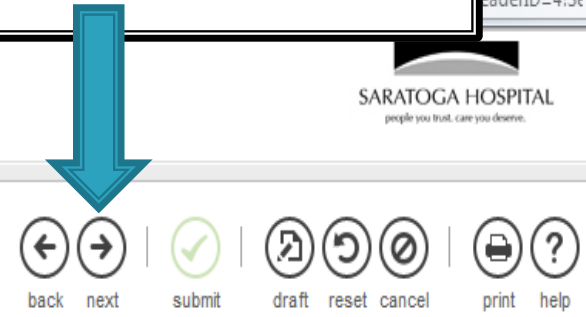 SARATOGA HOSPITAL
people you trust. care you deserve.
back next submit draft reset cancel print help